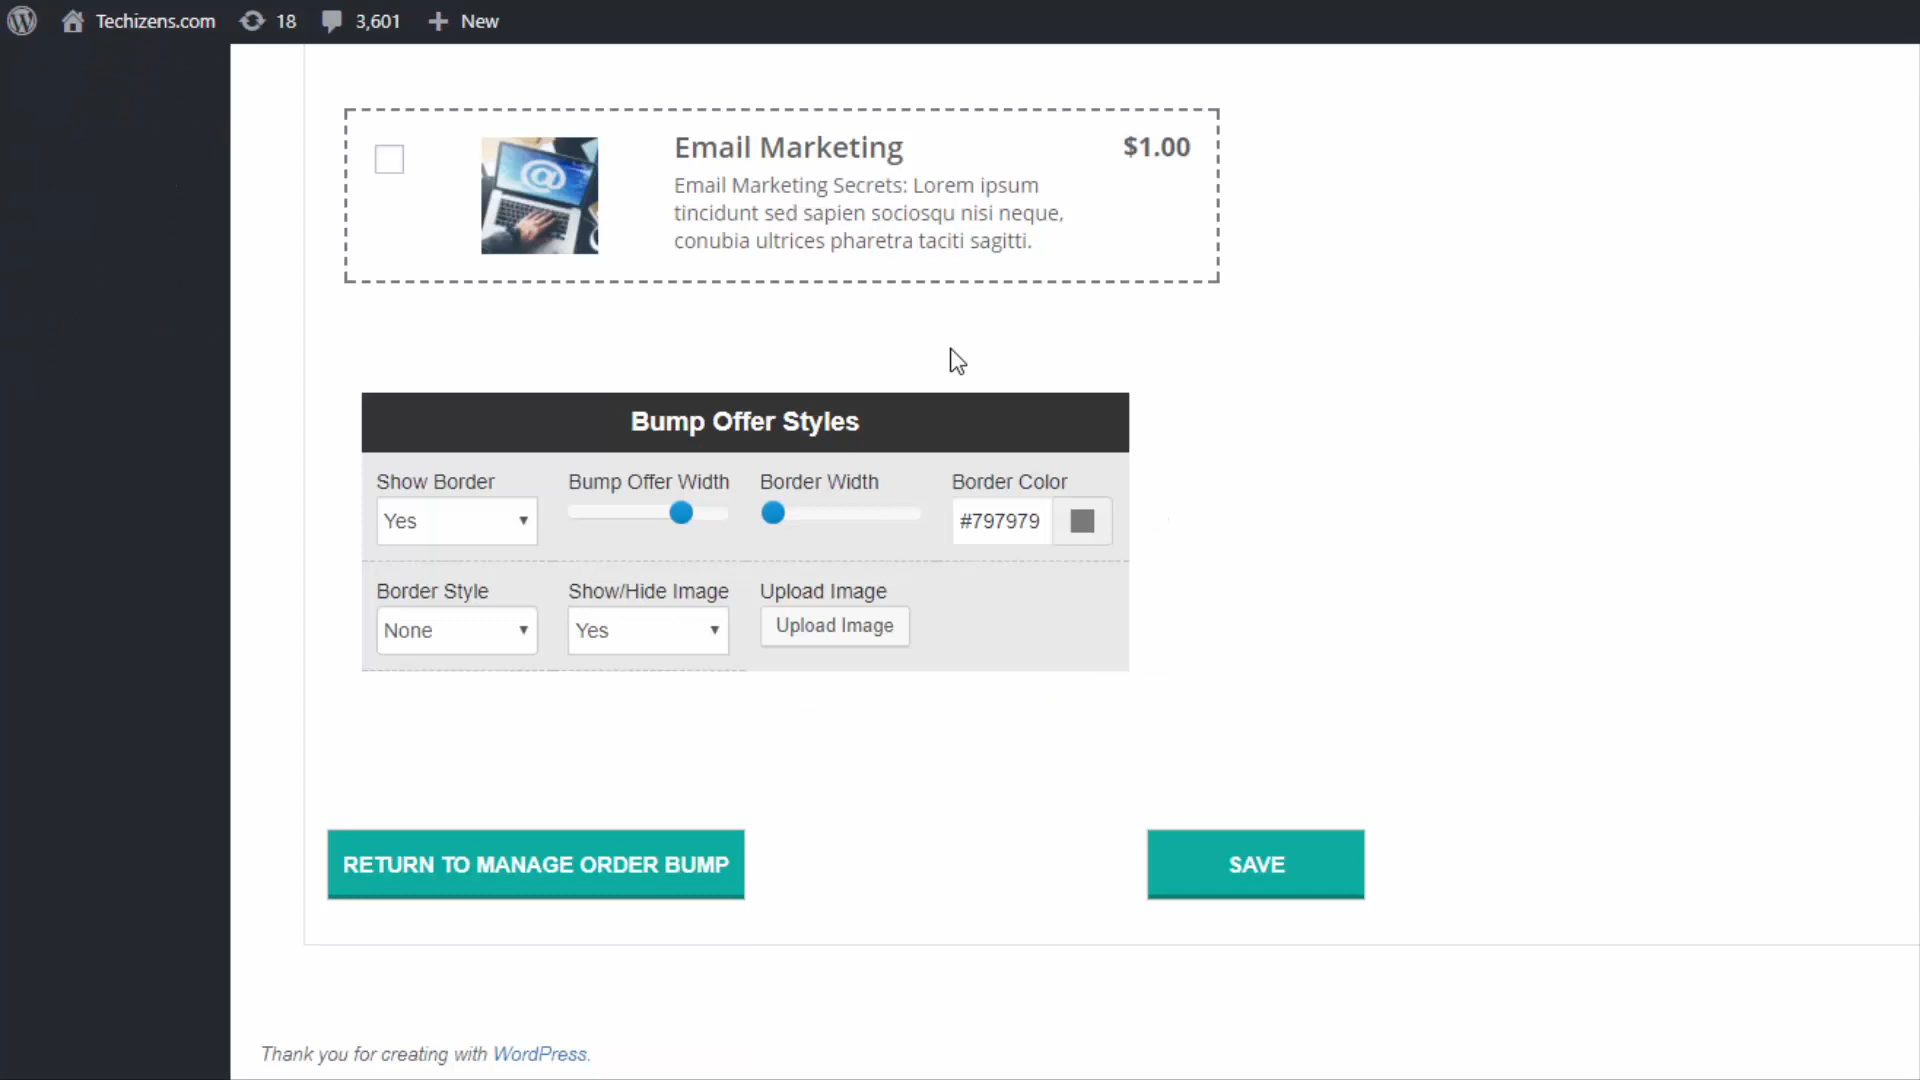 Techizens.com 18 3,601 New
Email Marketing $1.00
Email Marketing Secrets: Lorem ipsum
tincidunt sed sapien sociosqu nisi neque,
conubia ultrices pharetra taciti sagitti.
Bump Offer Styles
Show Border Bump Offer Width Border Width Border Color
Yes #797979
Border Style Show/Hide Image Upload Image
None Yes Upload Image
RETURN TO MANAGE ORDER BUMP SAVE
Thank you for creating with WordPress.